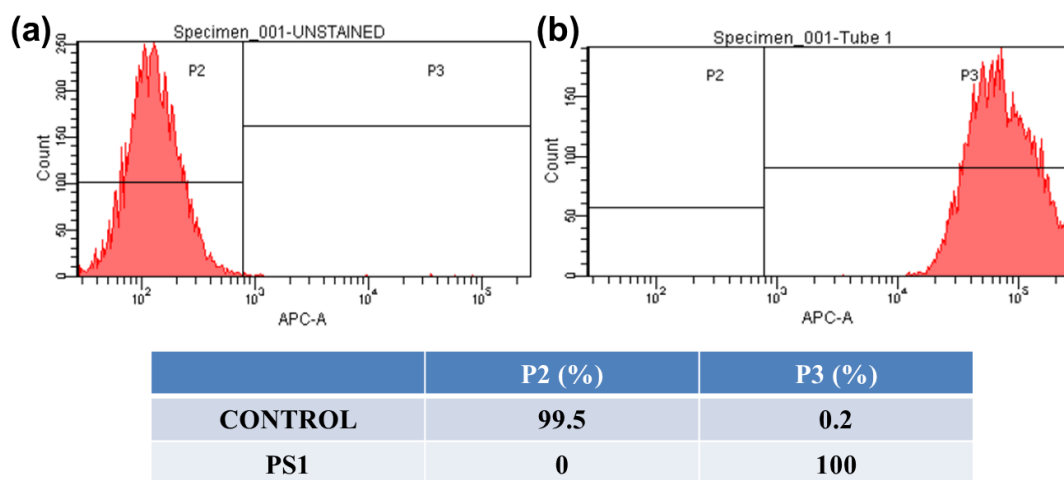 (a)
Specimen_001-UNSTAINED
P2
P3
Count
0 50 100 150 200 250
10² 10³ 10⁴ 10⁵
APC-A
(b)
Specimen_001-Tube 1
P2
P3
Count
0 50 100 150
10² 10³ 10⁴ 10⁵
APC-A
P2 (%) P3 (%)
CONTROL 99.5 0.2
PS1 0 100